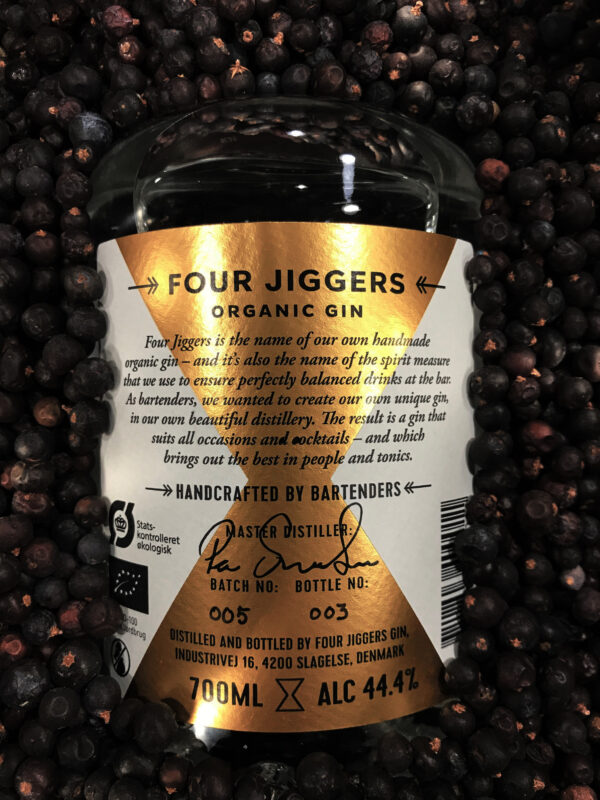 FOUR JIGGERS
ORGANIC GIN
Four Jiggers is the name of our own handmade
organic gin – and it's also the name of the spirit measure
that we use to ensure perfectly balanced drinks at the bar.
As bartenders, we wanted to create our own unique gin,
in our own beautiful distillery. The result is a gin that
suits all occasions and cocktails – and which
brings out the best in people and tonics.
HANDCRAFTED BY BARTENDERS
Stats-
kontrolleret
økologisk
MASTER DISTILLER:
BATCH NO: BOTTLE NO:
005 003
DISTILLED AND BOTTLED BY FOUR JIGGERS GIN,
INDUSTRIVEJ 16, 4200 SLAGELSE, DENMARK
700ML ALC 44.4%